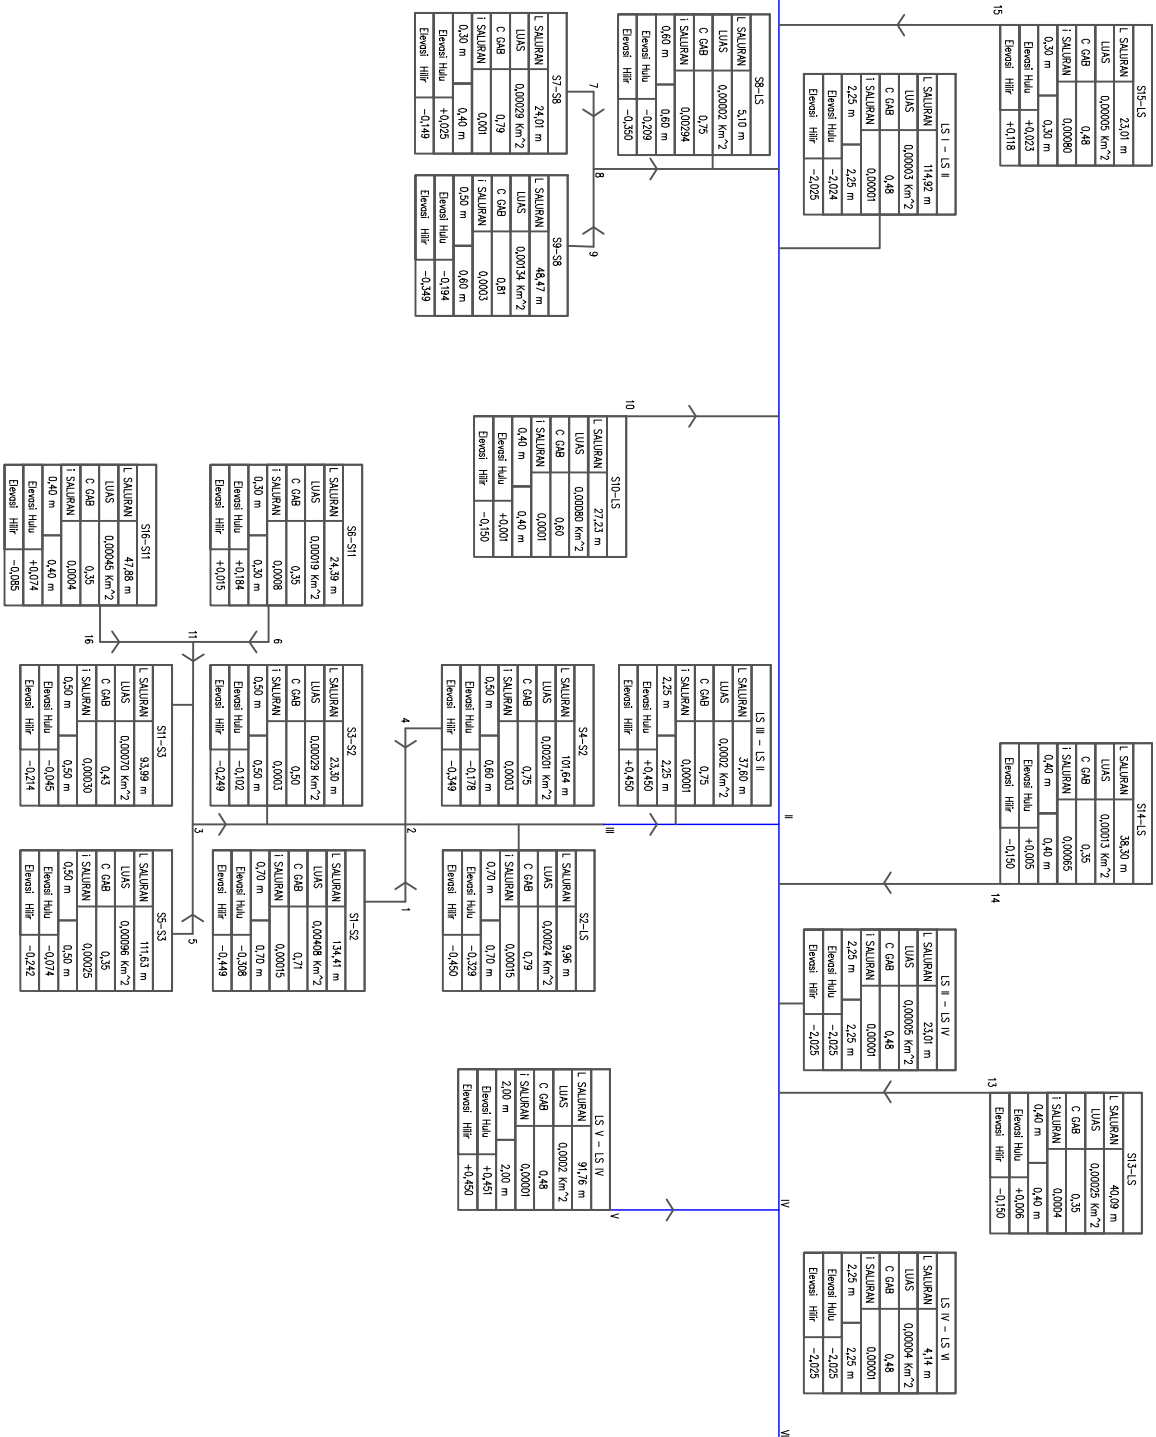 15
S15-LS
L SALURAN 23,01 m
LUAS 0,00005 Km^2
C GAB 0,48
i SALURAN 0,00080
0,30 m 0,30 m
Elevasi Hulu +0,023
Elevasi Hilir +0,118
LS I - LS II
L SALURAN 114,92 m
LUAS 0,00003 Km^2
C GAB 0,48
i SALURAN 0,00001
2,25 m 2,25 m
Elevasi Hulu -2,024
Elevasi Hilir -2,025
S14-LS
L SALURAN 38,30 m
LUAS 0,00013 Km^2
C GAB 0,35
i SALURAN 0,00065
0,40 m 0,40 m
Elevasi Hulu +0,005
Elevasi Hilir -0,150
14
LS II - LS IV
L SALURAN 23,01 m
LUAS 0,00005 Km^2
C GAB 0,48
i SALURAN 0,00001
2,25 m 2,25 m
Elevasi Hulu -2,025
Elevasi Hilir -2,025
13
S13-LS
L SALURAN 40,09 m
LUAS 0,00025 Km^2
C GAB 0,35
i SALURAN 0,0004
0,40 m 0,40 m
Elevasi Hulu +0,006
Elevasi Hilir -0,150
LS IV - LS VI
L SALURAN 4,14 m
LUAS 0,00004 Km^2
C GAB 0,48
i SALURAN 0,00001
2,25 m 2,25 m
Elevasi Hulu -2,025
Elevasi Hilir -2,025
II
IV
VI
S8-LS
L SALURAN 5,10 m
LUAS 0,00002 Km^2
C GAB 0,75
i SALURAN 0,00294
0,60 m 0,60 m
Elevasi Hulu -0,209
Elevasi Hilir -0,350
7
8
9
S7-S8
L SALURAN 24,01 m
LUAS 0,00029 Km^2
C GAB 0,79
i SALURAN 0,001
0,30 m 0,40 m
Elevasi Hulu +0,025
Elevasi Hilir -0,149
S9-S8
L SALURAN 48,47 m
LUAS 0,00134 Km^2
C GAB 0,81
i SALURAN 0,0003
0,50 m 0,60 m
Elevasi Hulu -0,194
Elevasi Hilir -0,349
10
S10-LS
L SALURAN 27,23 m
LUAS 0,00080 Km^2
C GAB 0,60
i SALURAN 0,0001
0,40 m 0,40 m
Elevasi Hulu +0,001
Elevasi Hilir -0,150
LS III - LS II
L SALURAN 37,60 m
LUAS 0,0002 Km^2
C GAB 0,75
i SALURAN 0,00001
2,25 m 2,25 m
Elevasi Hulu +0,450
Elevasi Hilir +0,450
III
S4-S2
L SALURAN 101,64 m
LUAS 0,00201 Km^2
C GAB 0,75
i SALURAN 0,0003
0,50 m 0,60 m
Elevasi Hulu -0,178
Elevasi Hilir -0,349
S2-LS
L SALURAN 9,96 m
LUAS 0,00024 Km^2
C GAB 0,79
i SALURAN 0,00015
0,70 m 0,70 m
Elevasi Hulu -0,329
Elevasi Hilir -0,450
LS V - LS IV
L SALURAN 91,76 m
LUAS 0,0002 Km^2
C GAB 0,48
i SALURAN 0,00001
2,00 m 2,00 m
Elevasi Hulu +0,451
Elevasi Hilir +0,450
V
4
2
1
S6-S11
L SALURAN 24,39 m
LUAS 0,00019 Km^2
C GAB 0,35
i SALURAN 0,0008
0,30 m 0,30 m
Elevasi Hulu +0,184
Elevasi Hilir +0,015
S3-S2
L SALURAN 23,30 m
LUAS 0,00029 Km^2
C GAB 0,50
i SALURAN 0,0003
0,50 m 0,50 m
Elevasi Hulu -0,102
Elevasi Hilir -0,249
S1-S2
L SALURAN 134,41 m
LUAS 0,00408 Km^2
C GAB 0,71
i SALURAN 0,00015
0,70 m 0,70 m
Elevasi Hulu -0,308
Elevasi Hilir -0,449
6
11
16
3
5
S16-S11
L SALURAN 47,88 m
LUAS 0,00045 Km^2
C GAB 0,35
i SALURAN 0,0004
0,40 m 0,40 m
Elevasi Hulu +0,074
Elevasi Hilir -0,085
S11-S3
L SALURAN 93,99 m
LUAS 0,00070 Km^2
C GAB 0,43
i SALURAN 0,00030
0,50 m 0,50 m
Elevasi Hulu -0,045
Elevasi Hilir -0,214
S5-S3
L SALURAN 111,63 m
LUAS 0,00096 Km^2
C GAB 0,35
i SALURAN 0,00025
0,50 m 0,50 m
Elevasi Hulu -0,074
Elevasi Hilir -0,242